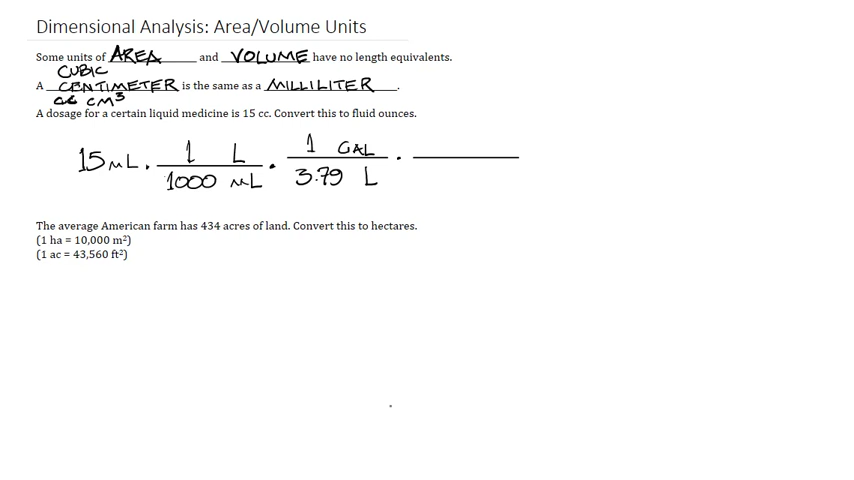 Dimensional Analysis: Area/Volume Units
Some units of AREA and VOLUME have no length equivalents.
CUBIC
A CENTIMETER is the same as a MILLILITER.
CC CM³
A dosage for a certain liquid medicine is 15 cc. Convert this to fluid ounces.
15 mL · 1 L / 1000 mL · 1 GAL / 3.79 L ·
The average American farm has 434 acres of land. Convert this to hectares.
(1 ha = 10,000 m²)
(1 ac = 43,560 ft²)